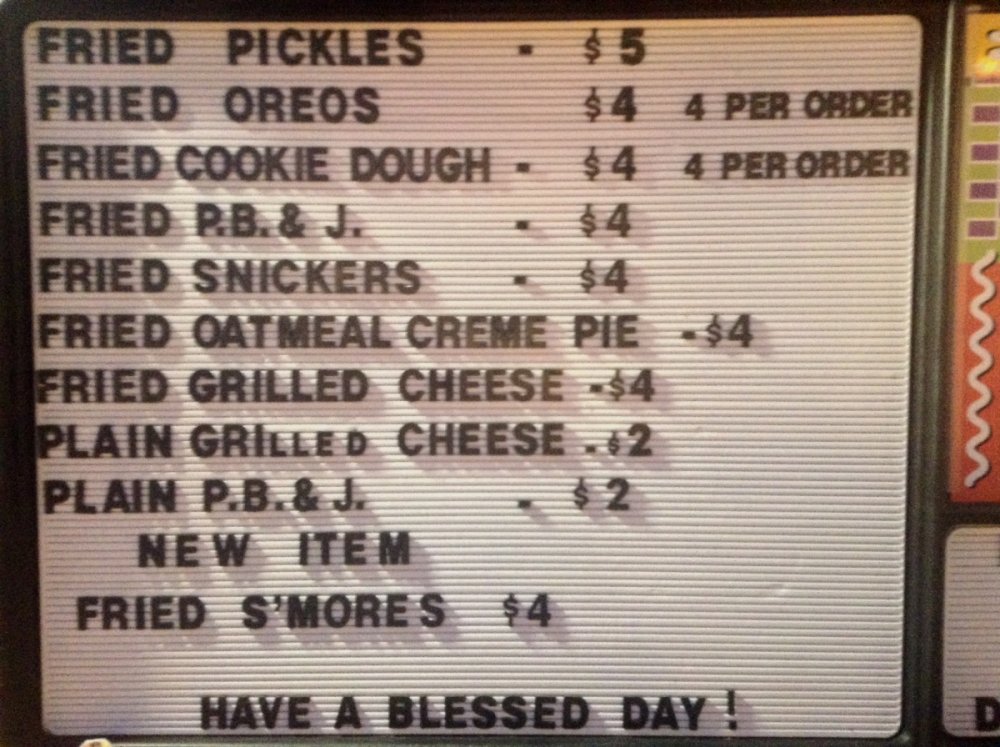 FRIED PICKLES - $5
FRIED OREOS $4 4 PER ORDER
FRIED COOKIE DOUGH - $4 4 PER ORDER
FRIED P.B.& J. - $4
FRIED SNICKERS - $4
FRIED OATMEAL CREME PIE - $4
FRIED GRILLED CHEESE - $4
PLAIN GRILLED CHEESE - $2
PLAIN P.B.& J. - $2
NEW ITEM
FRIED S'MORES $4
HAVE A BLESSED DAY!